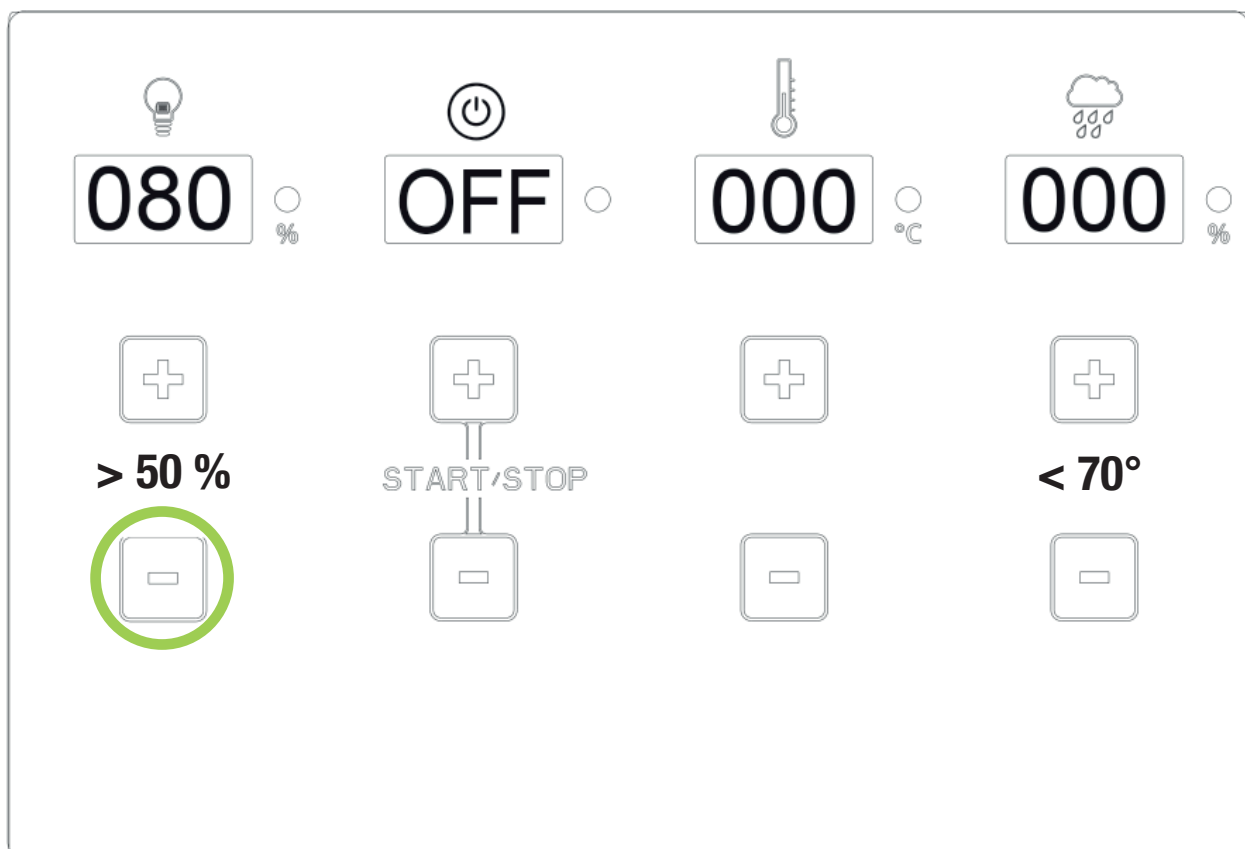 080 OFF 000 000
% °C %
+ + + +
> 50 % START/STOP < 70°
- - - -